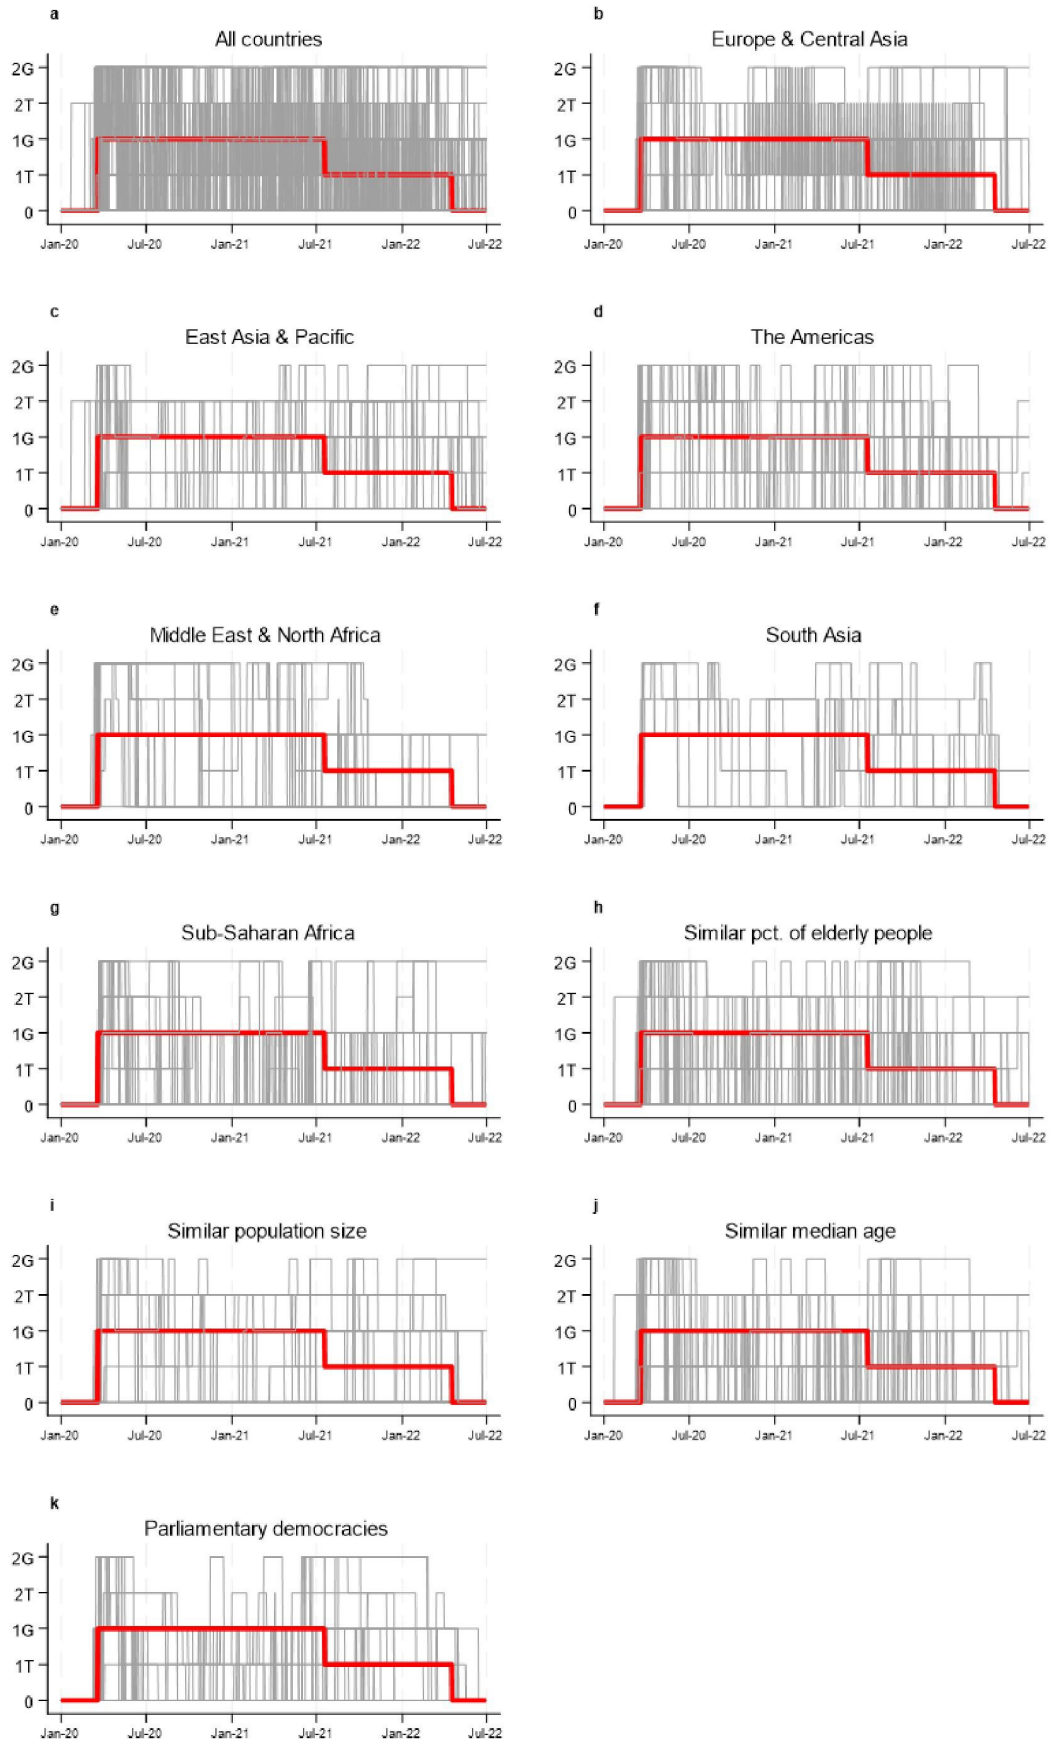 a
All countries
2G
2T
1G
1T
0
Jan-20 Jul-20 Jan-21 Jul-21 Jan-22 Jul-22
b
Europe & Central Asia
2G
2T
1G
1T
0
Jan-20 Jul-20 Jan-21 Jul-21 Jan-22 Jul-22
c
East Asia & Pacific
2G
2T
1G
1T
0
Jan-20 Jul-20 Jan-21 Jul-21 Jan-22 Jul-22
d
The Americas
2G
2T
1G
1T
0
Jan-20 Jul-20 Jan-21 Jul-21 Jan-22 Jul-22
e
Middle East & North Africa
2G
2T
1G
1T
0
Jan-20 Jul-20 Jan-21 Jul-21 Jan-22 Jul-22
f
South Asia
2G
2T
1G
1T
0
Jan-20 Jul-20 Jan-21 Jul-21 Jan-22 Jul-22
g
Sub-Saharan Africa
2G
2T
1G
1T
0
Jan-20 Jul-20 Jan-21 Jul-21 Jan-22 Jul-22
h
Similar pct. of elderly people
2G
2T
1G
1T
0
Jan-20 Jul-20 Jan-21 Jul-21 Jan-22 Jul-22
i
Similar population size
2G
2T
1G
1T
0
Jan-20 Jul-20 Jan-21 Jul-21 Jan-22 Jul-22
j
Similar median age
2G
2T
1G
1T
0
Jan-20 Jul-20 Jan-21 Jul-21 Jan-22 Jul-22
k
Parliamentary democracies
2G
2T
1G
1T
0
Jan-20 Jul-20 Jan-21 Jul-21 Jan-22 Jul-22